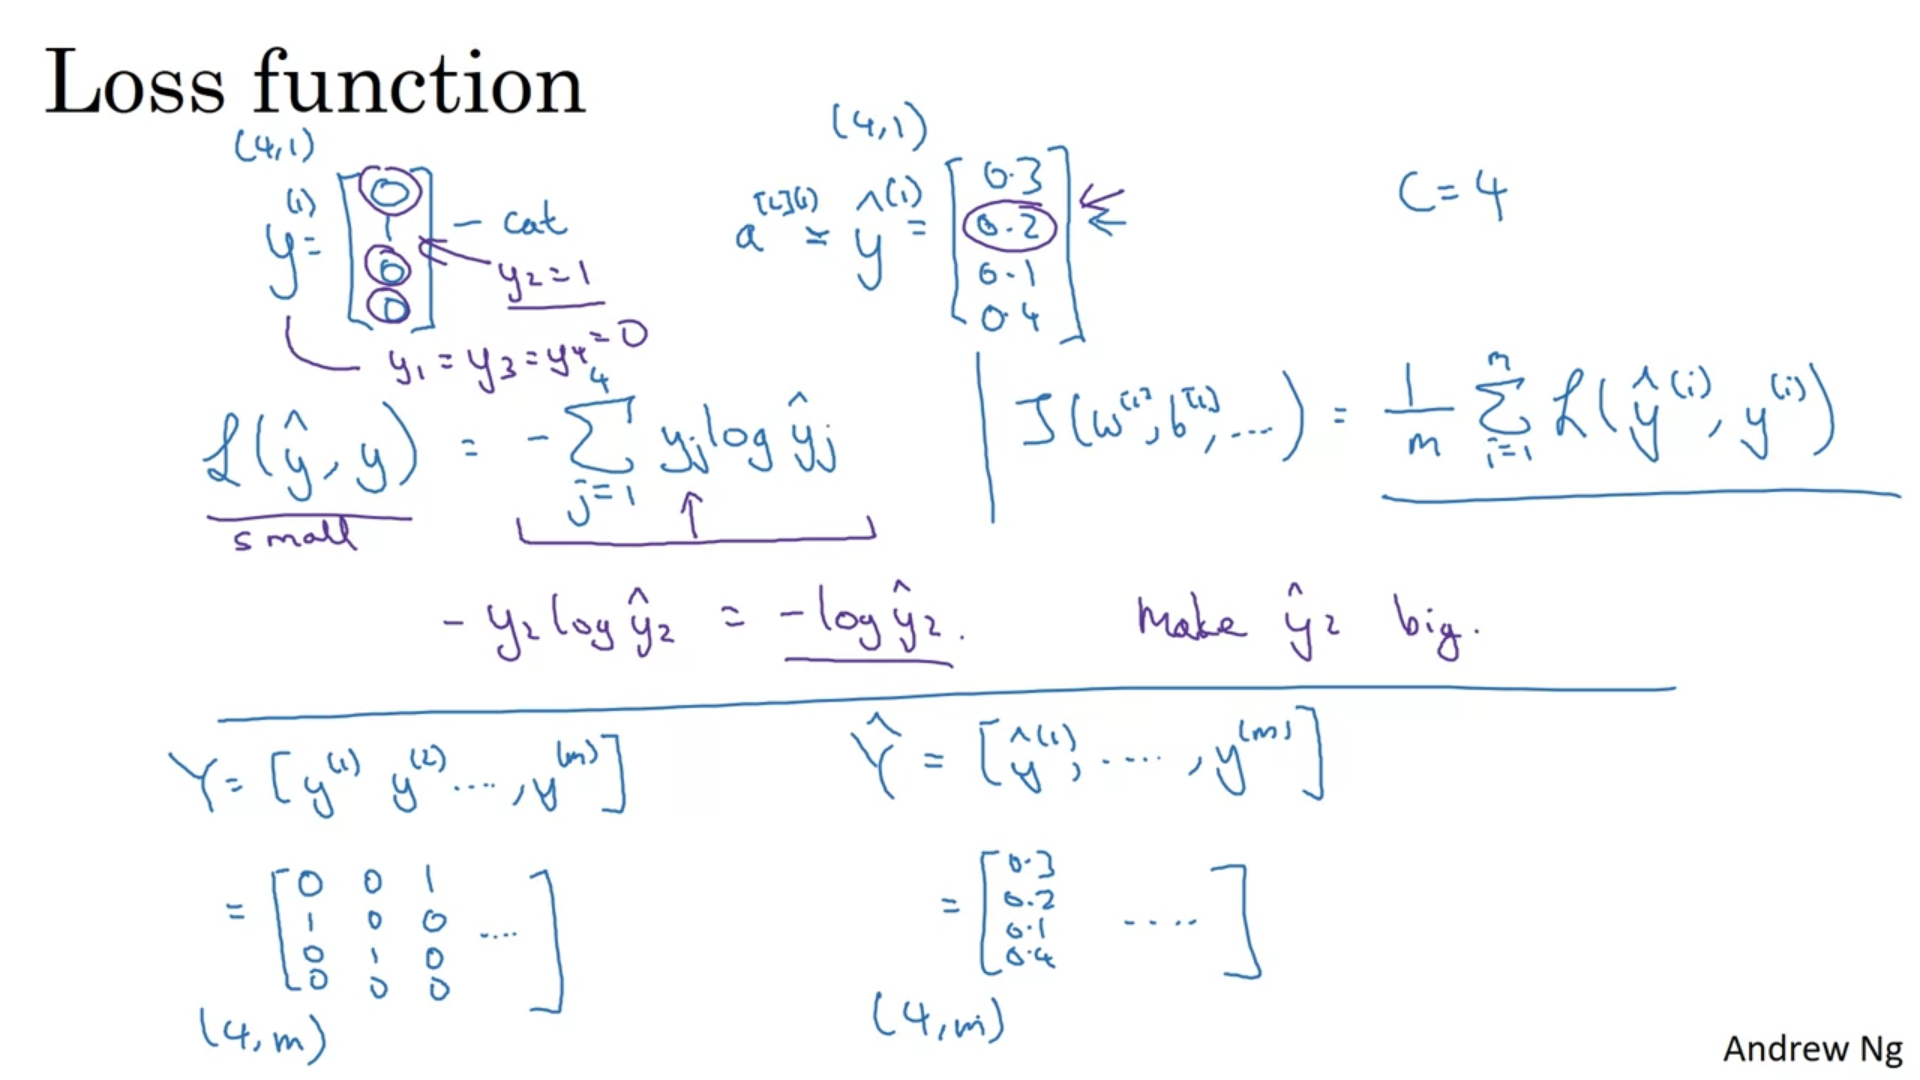 Loss function
(4,1)
y^(1) = [0 1 0 0] - cat
y₂ = 1
y₁ = y₃ = y₄ = 0
(4,1)
a^[L](1) = ŷ^(1) = [0.3 0.2 0.1 0.4]
C = 4
ℒ(ŷ, y) = - ∑_{j=1}^{4} yⱼ log ŷⱼ
small
J(w^[1], b^[1], ....) = 1/m ∑_{i=1}^{m} ℒ(ŷ^(i), y^(i))
- y₂ log ŷ₂ = - log ŷ₂. Make ŷ₂ big.
Y = [y^(1) y^(2) ...., y^(m)]
= [0 0 1
1 0 0 ....
0 1 0
0 0 0]
(4,m)
Ŷ = [ŷ^(1), ...., y^(m)]
= [0.3
0.2 ....
0.1
0.4]
(4,m)
Andrew Ng